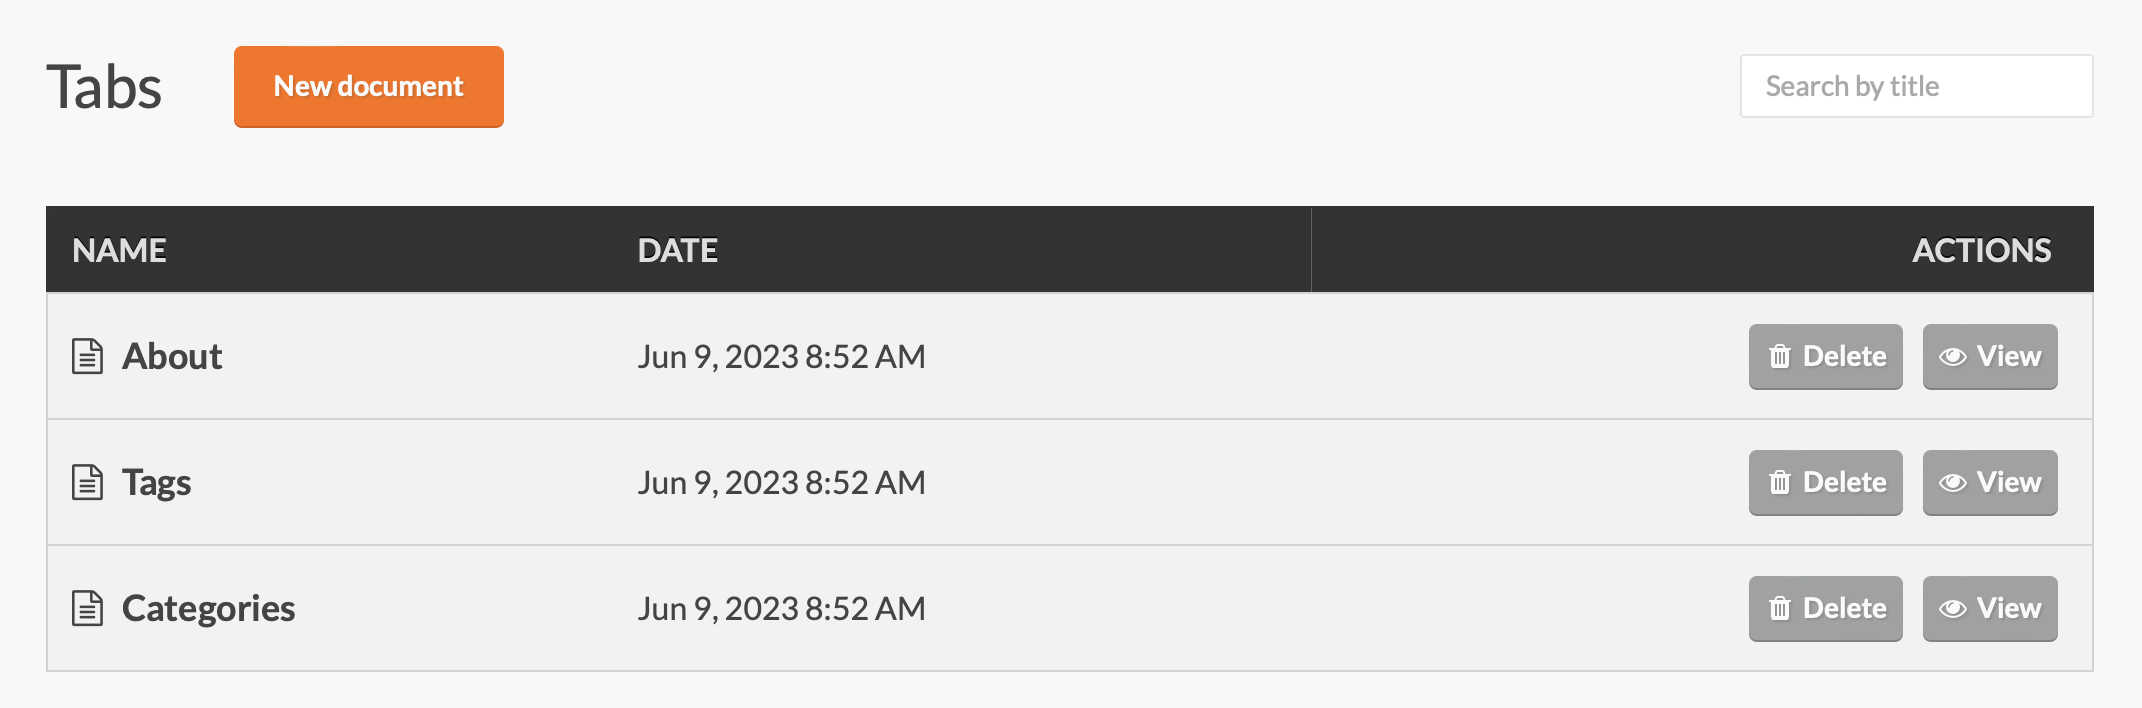 Tabs New document Search by title
NAME DATE ACTIONS
About Jun 9, 2023 8:52 AM Delete View
Tags Jun 9, 2023 8:52 AM Delete View
Categories Jun 9, 2023 8:52 AM Delete View